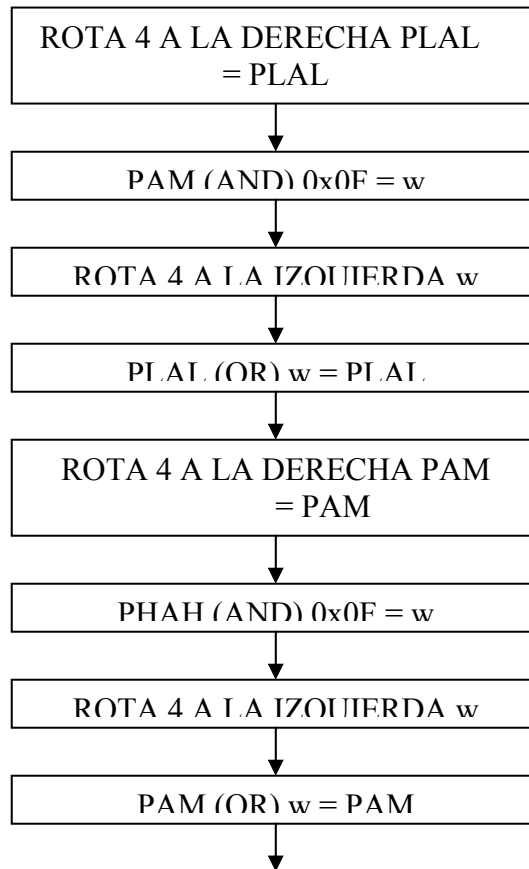 ROTA 4 A LA DERECHA PLAL
= PLAL
PAM (AND) 0x0F = w
ROTA 4 A LA IZQUIERDA w
PLAL (OR) w = PLAL
ROTA 4 A LA DERECHA PAM
= PAM
PHAH (AND) 0x0F = w
ROTA 4 A LA IZQUIERDA w
PAM (OR) w = PAM